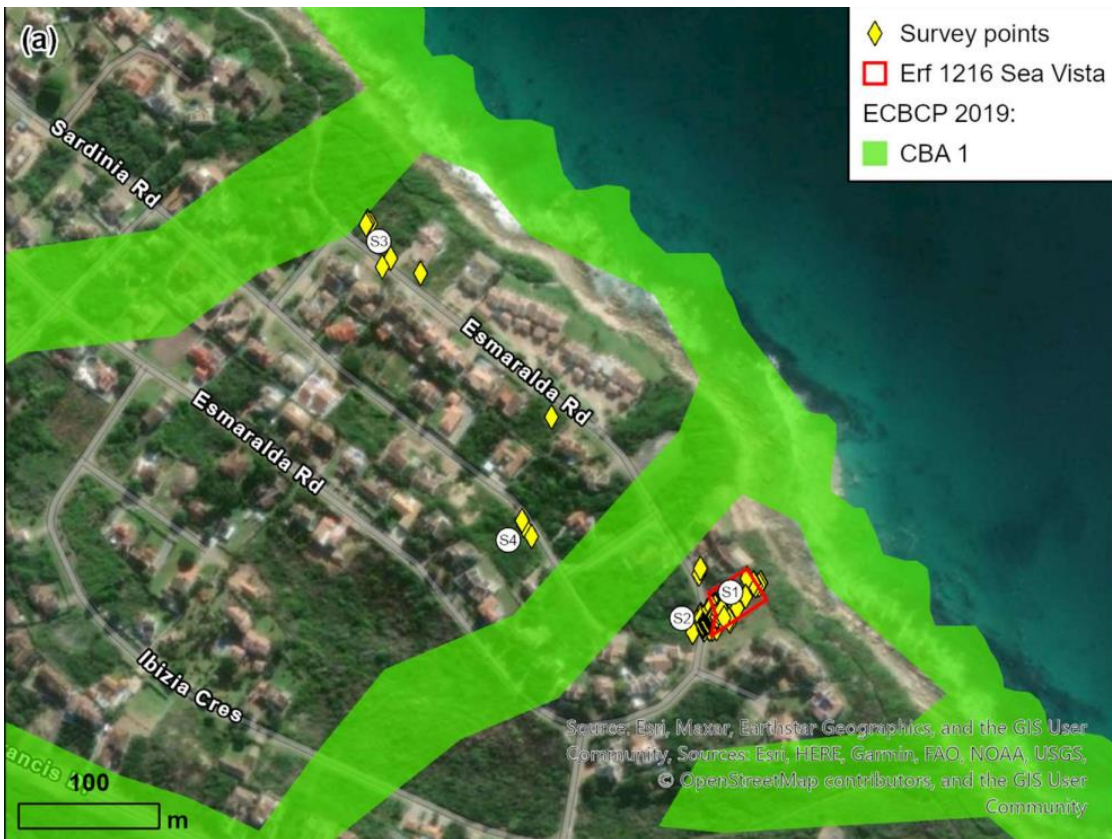 (a)
Survey points
Erf 1216 Sea Vista
ECBCP 2019:
CBA 1
Sardinia Rd
S3
Esmaralda Rd
Esmaralda Rd
S4
S1
S2
Ibizia Cres
Source: Esri, Maxar, Earthstar Geographics, and the GIS User
Community, Sources: Esri, HERE, Garmin, FAO, NOAA, USGS,
© OpenStreetMap contributors, and the GIS User
Community
100
m